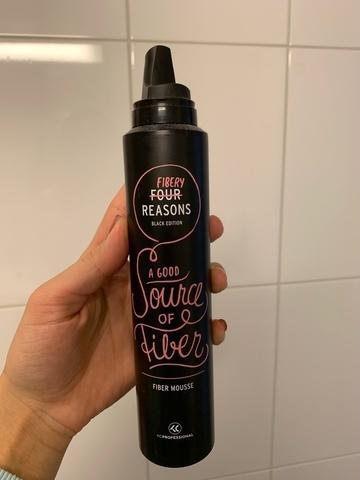 FIBERY
FOUR
REASONS
BLACK EDITION
A GOOD
Source
OF
Fiber
FIBER MOUSSE
KCPROFESSIONAL